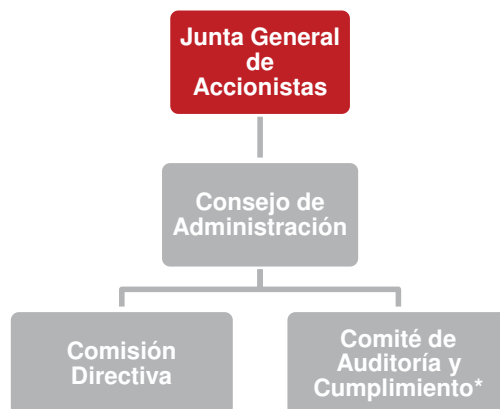 Junta General
de
Accionistas
Consejo de
Administración
Comisión
Directiva
Comité de
Auditoría y
Cumplimiento*